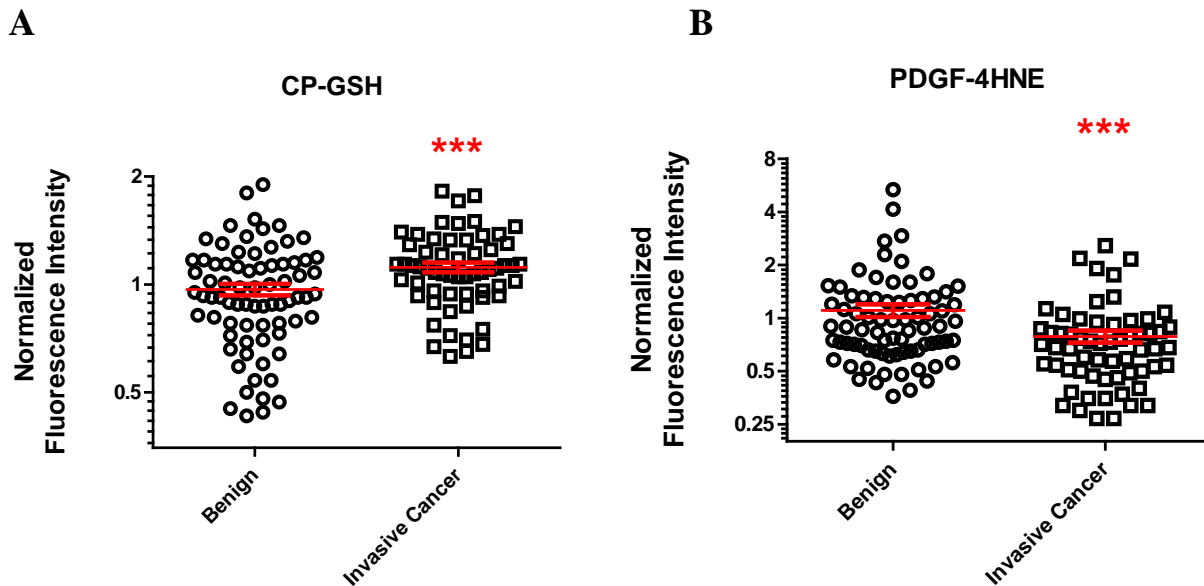 A
CP-GSH
***
Normalized
Fluorescence Intensity
2
1
0.5
Benign
Invasive Cancer
B
PDGF-4HNE
***
Normalized
Fluorescence Intensity
8
4
2
1
0.5
0.25
Benign
Invasive Cancer